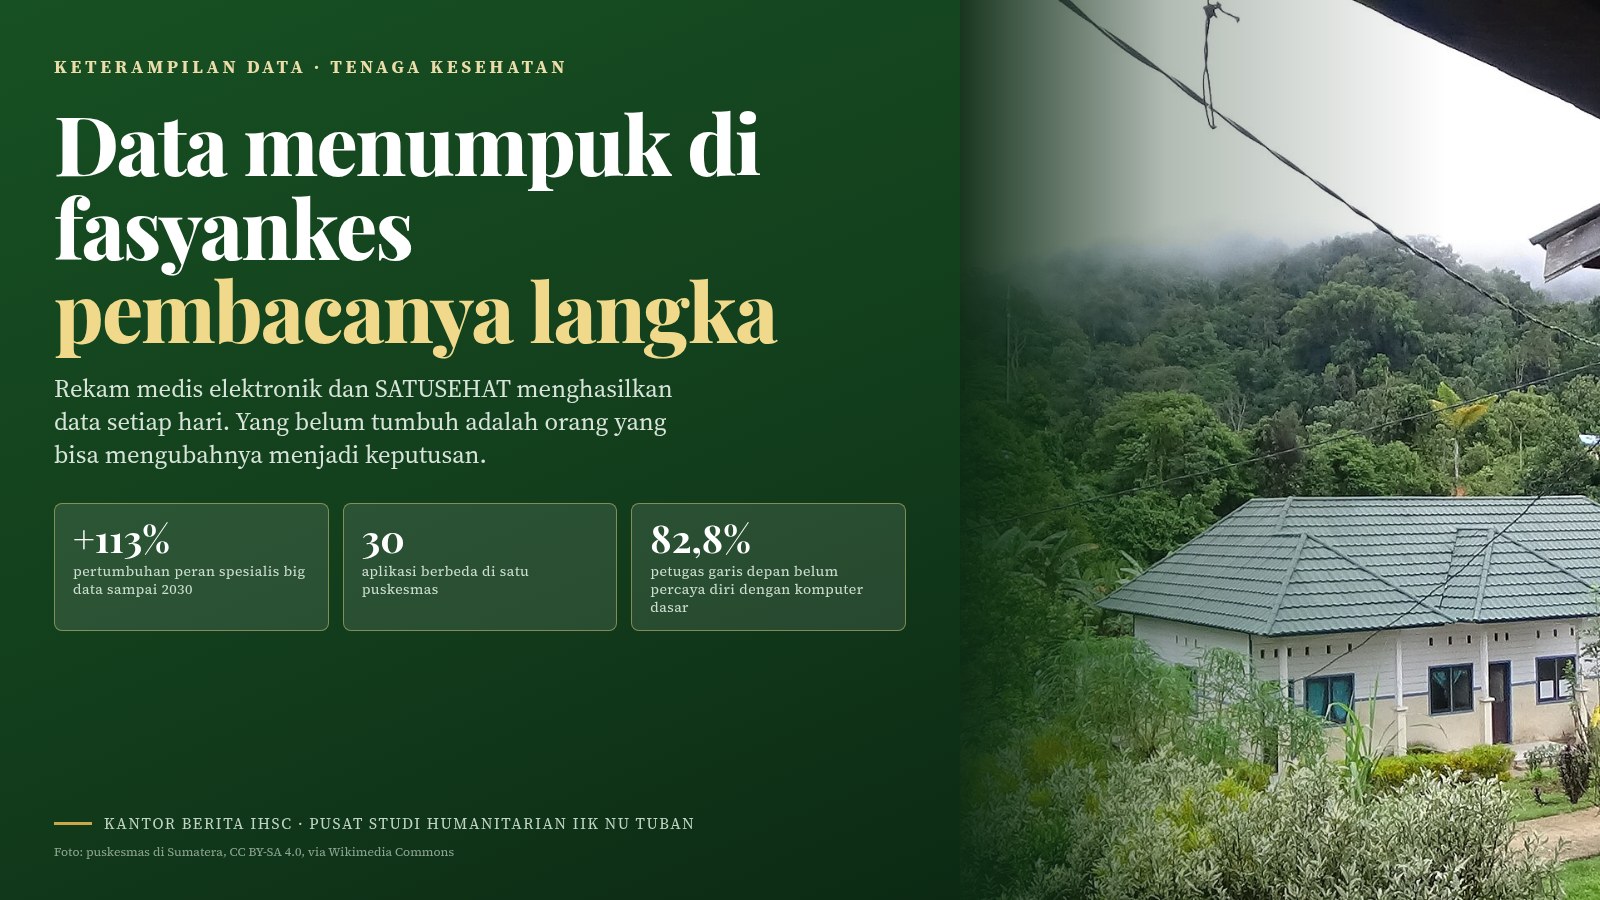 KETERAMPILAN DATA · TENAGA KESEHATAN
Data menumpuk di
fasyankes
pembacanya langka
Rekam medis elektronik dan SATUSEHAT menghasilkan
data setiap hari. Yang belum tumbuh adalah orang yang
bisa mengubahnya menjadi keputusan.
+113%
pertumbuhan peran spesialis big
data sampai 2030
30
aplikasi berbeda di satu
puskesmas
82,8%
petugas garis depan belum
percaya diri dengan komputer
dasar
KANTOR BERITA IHSC · PUSAT STUDI HUMANITARIAN IIK NU TUBAN
Foto: puskesmas di Sumatera, CC BY-SA 4.0, via Wikimedia Commons